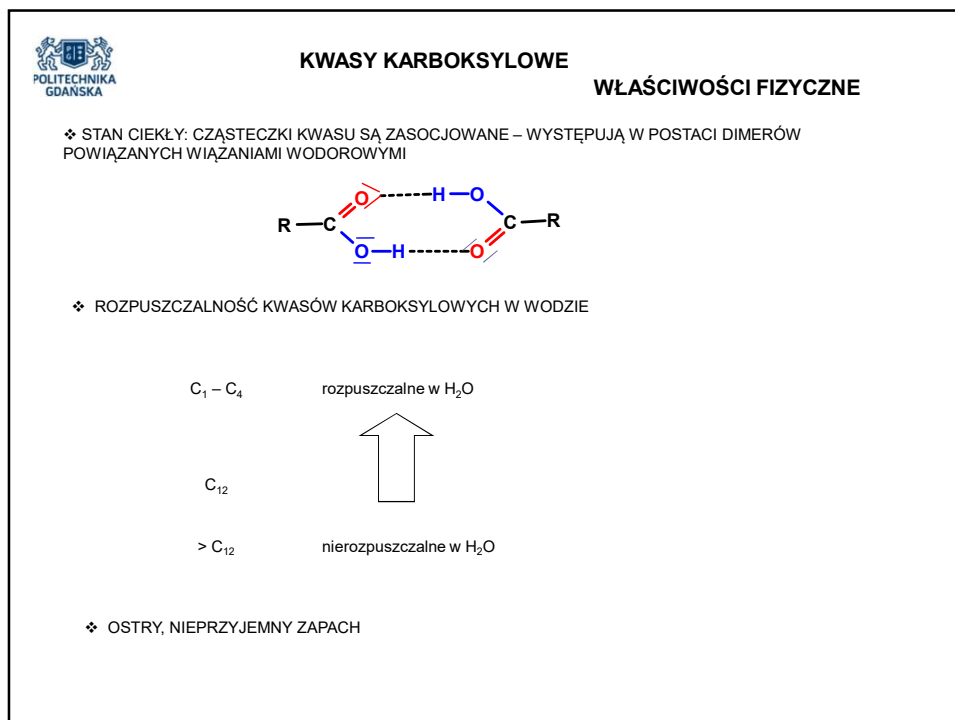 POLITECHNIKA
GDAŃSKA
KWASY KARBOKSYLOWE
WŁAŚCIWOŚCI FIZYCZNE
❖ STAN CIEKŁY: CZĄSTECZKI KWASU SĄ ZASOCJOWANE – WYSTĘPUJĄ W POSTACI DIMERÓW
POWIĄZANYCH WIĄZANIAMI WODOROWYMI
O H O
R C C R
O H O
❖ ROZPUSZCZALNOŚĆ KWASÓW KARBOKSYLOWYCH W WODZIE
C₁ – C₄ rozpuszczalne w H₂O
C₁₂
> C₁₂ nierozpuszczalne w H₂O
❖ OSTRY, NIEPRZYJEMNY ZAPACH